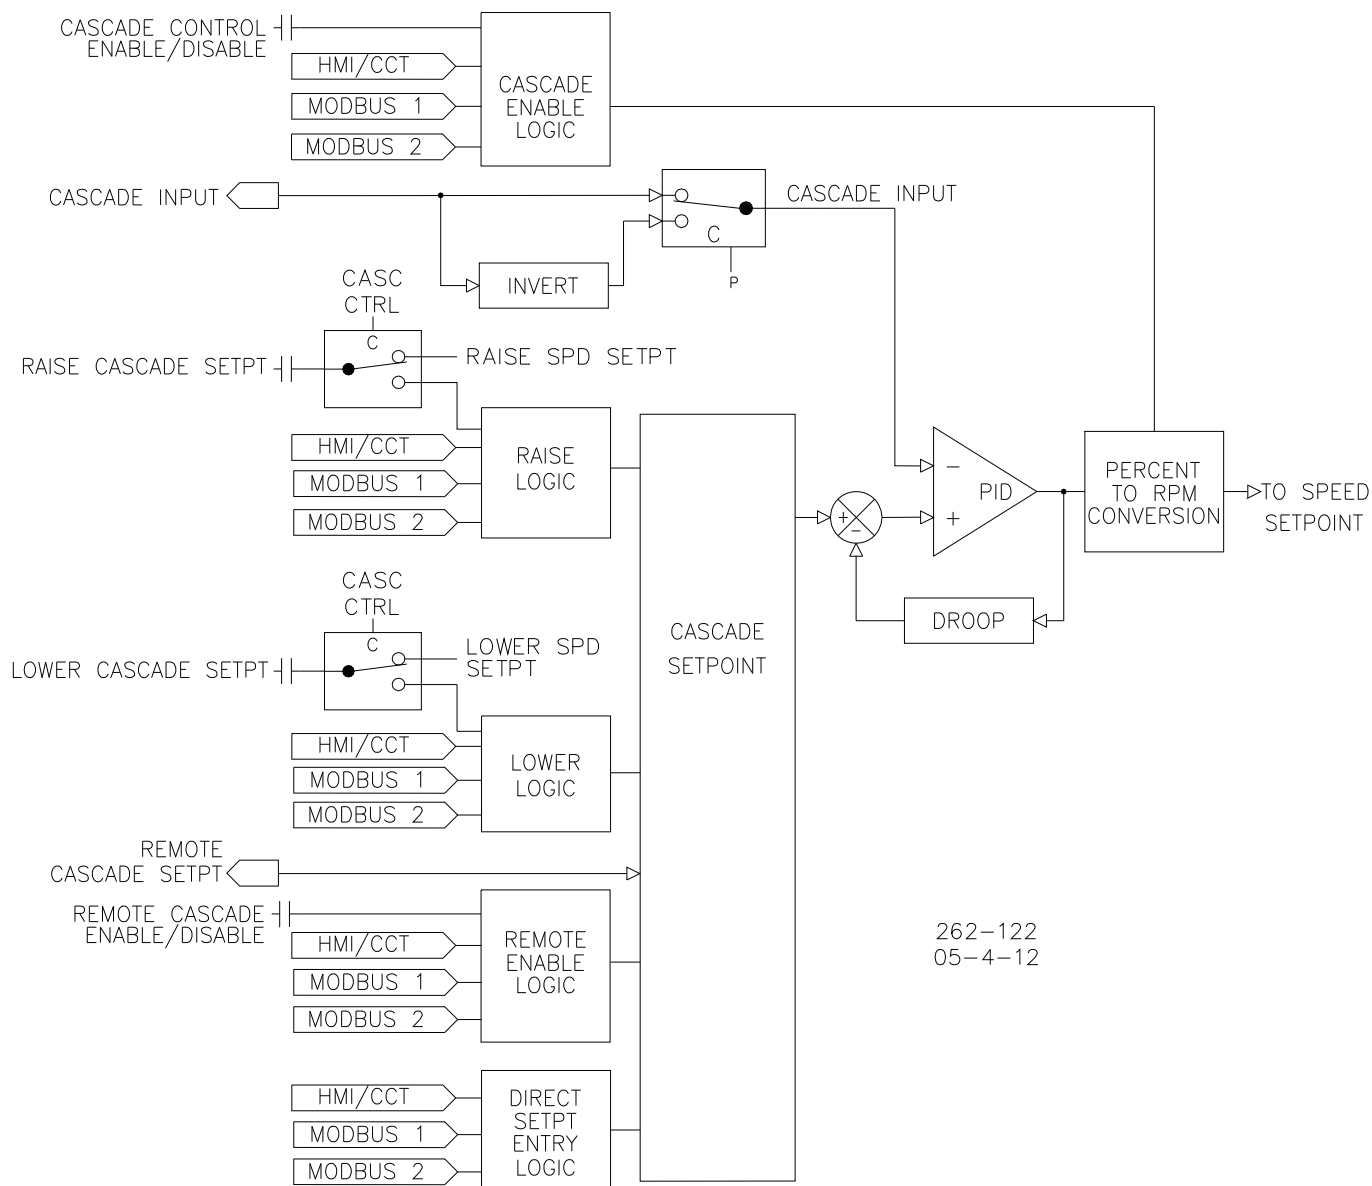 CASCADE CONTROL
ENABLE/DISABLE
HMI/CCT
MODBUS 1
MODBUS 2
CASCADE
ENABLE
LOGIC
CASCADE INPUT
CASCADE INPUT
C
P
INVERT
CASC
CTRL
C
RAISE CASCADE SETPT
RAISE SPD SETPT
HMI/CCT
MODBUS 1
MODBUS 2
RAISE
LOGIC
PID
−
+
+
-
PERCENT
TO RPM
CONVERSION
TO SPEED
SETPOINT
DROOP
CASCADE
SETPOINT
CASC
CTRL
C
LOWER CASCADE SETPT
LOWER SPD
SETPT
HMI/CCT
MODBUS 1
MODBUS 2
LOWER
LOGIC
REMOTE
CASCADE SETPT
REMOTE CASCADE
ENABLE/DISABLE
HMI/CCT
MODBUS 1
MODBUS 2
REMOTE
ENABLE
LOGIC
262-122
05-4-12
HMI/CCT
MODBUS 1
MODBUS 2
DIRECT
SETPT
ENTRY
LOGIC